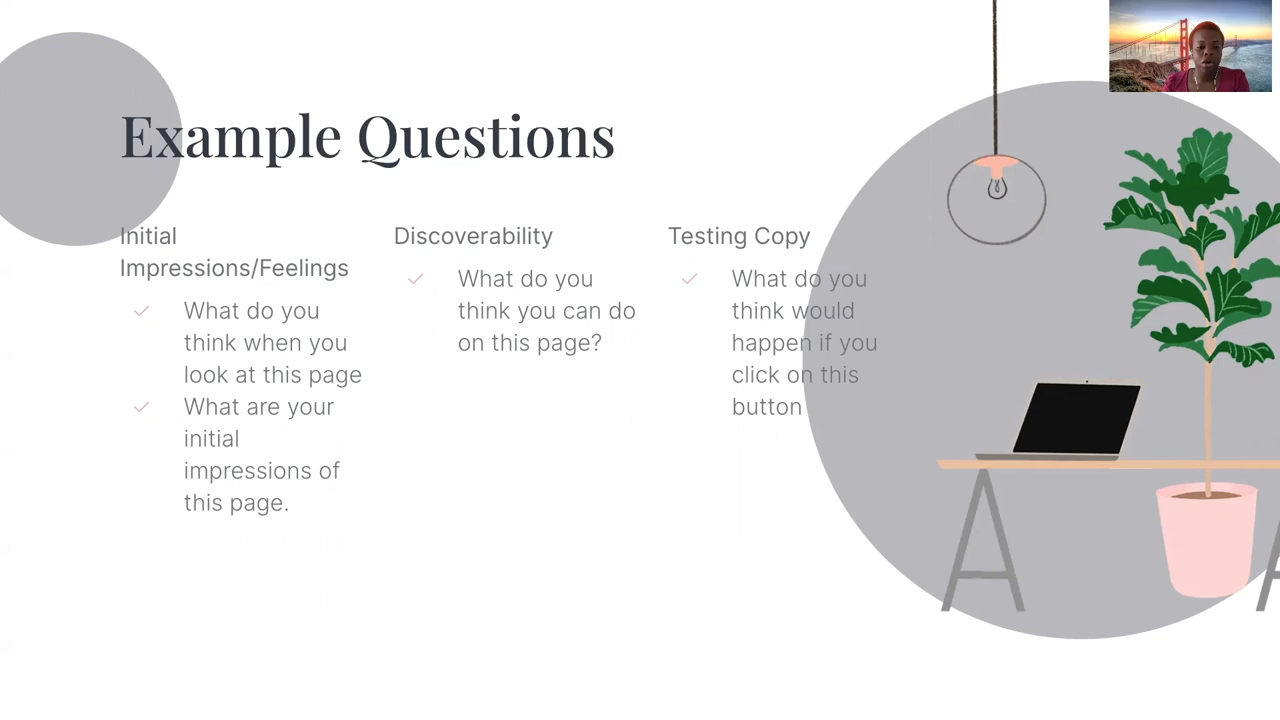 Example Questions
Initial
Impressions/Feelings
What do you
think when you
look at this page
What are your
initial
impressions of
this page.
Discoverability
What do you
think you can do
on this page?
Testing Copy
What do you
think would
happen if you
click on this
button